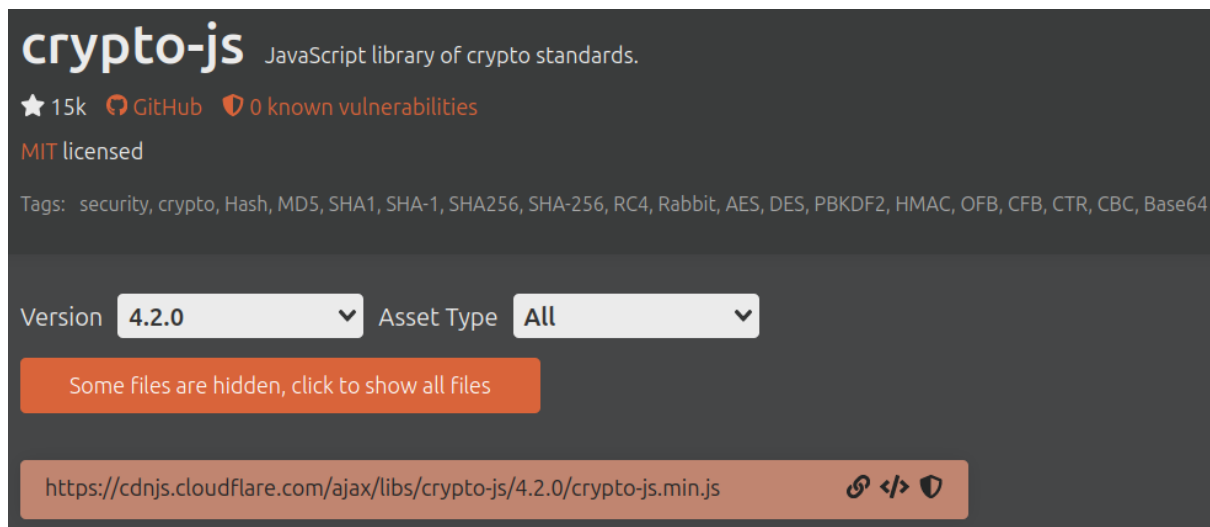 crypto-js JavaScript library of crypto standards.
15k GitHub 0 known vulnerabilities
MIT licensed
Tags: security, crypto, Hash, MD5, SHA1, SHA-1, SHA256, SHA-256, RC4, Rabbit, AES, DES, PBKDF2, HMAC, OFB, CFB, CTR, CBC, Base64
Version 4.2.0 Asset Type All
Some files are hidden, click to show all files
https://cdnjs.cloudflare.com/ajax/libs/crypto-js/4.2.0/crypto-js.min.js